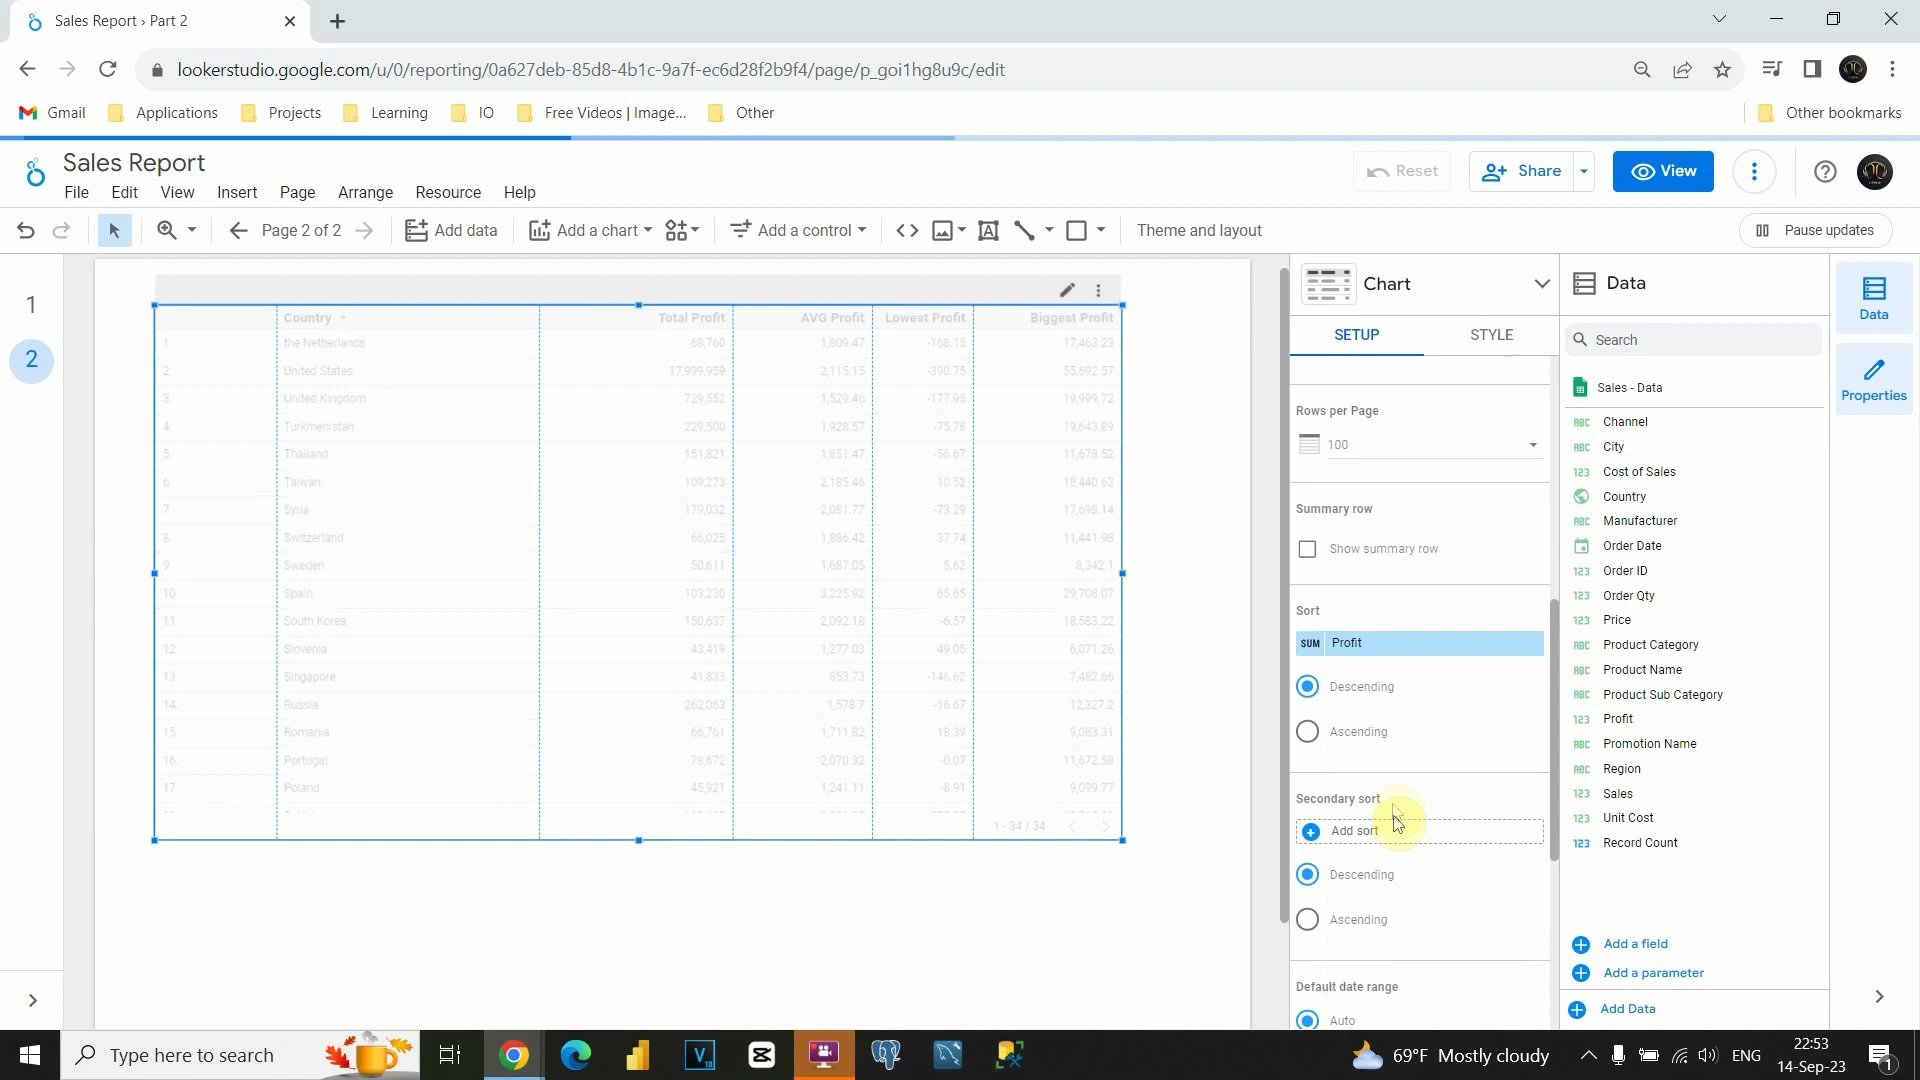 Sales Report › Part 2
lookerstudio.google.com/u/0/reporting/0a627deb-85d8-4b1c-9a7f-ec6d28f2b9f4/page/p_goi1hg8u9c/edit
Gmail Applications Projects Learning IO Free Videos | Image... Other Other bookmarks
Sales Report
Reset Share View
File Edit View Insert Page Arrange Resource Help
Page 2 of 2 Add data Add a chart Add a control Theme and layout Pause updates
1
2
Country Total Profit AVG Profit Lowest Profit Biggest Profit
1. the Netherlands 68,760 1,809.47 -168.15 17,463.23
2. United States 17,999,959 2,115.15 -390.75 55,692.57
3. United Kingdom 729,552 1,529.46 -177.95 19,999.72
4. Turkmenistan 229,500 1,928.57 -75.78 19,643.89
5. Thailand 151,821 1,851.47 -56.67 11,678.52
6. Taiwan 109,273 2,185.46 10.52 18,440.62
7. Syria 179,032 2,081.77 -73.29 17,698.14
8. Switzerland 66,025 1,886.42 37.74 11,441.98
9. Sweden 50,611 1,687.05 5.62 8,342.1
10. Spain 103,230 3,225.92 65.65 29,708.07
11. South Korea 150,637 2,092.18 -6.57 18,583.22
12. Slovenia 43,419 1,277.03 49.05 6,071.26
13. Singapore 41,833 853.73 -146.62 7,482.66
14. Russia 262,063 1,578.7 -16.67 12,327.2
15. Romania 66,761 1,711.82 18.39 9,083.31
16. Portugal 78,672 2,070.32 -0.07 11,672.58
17. Poland 45,921 1,241.11 -8.91 9,099.77
1 - 34 / 34
Chart
SETUP STYLE
Rows per Page
100
Summary row
Show summary row
Sort
SUM Profit
Descending
Ascending
Secondary sort
Add sort
Descending
Ascending
Default date range
Auto
Data
Search
Sales - Data
ABC Channel
ABC City
123 Cost of Sales
Country
ABC Manufacturer
Order Date
123 Order ID
123 Order Qty
123 Price
ABC Product Category
ABC Product Name
ABC Product Sub Category
123 Profit
ABC Promotion Name
ABC Region
123 Sales
123 Unit Cost
123 Record Count
Add a field
Add a parameter
Add Data
Data
Properties
Type here to search
69°F Mostly cloudy
ENG
22:53
14-Sep-23
1